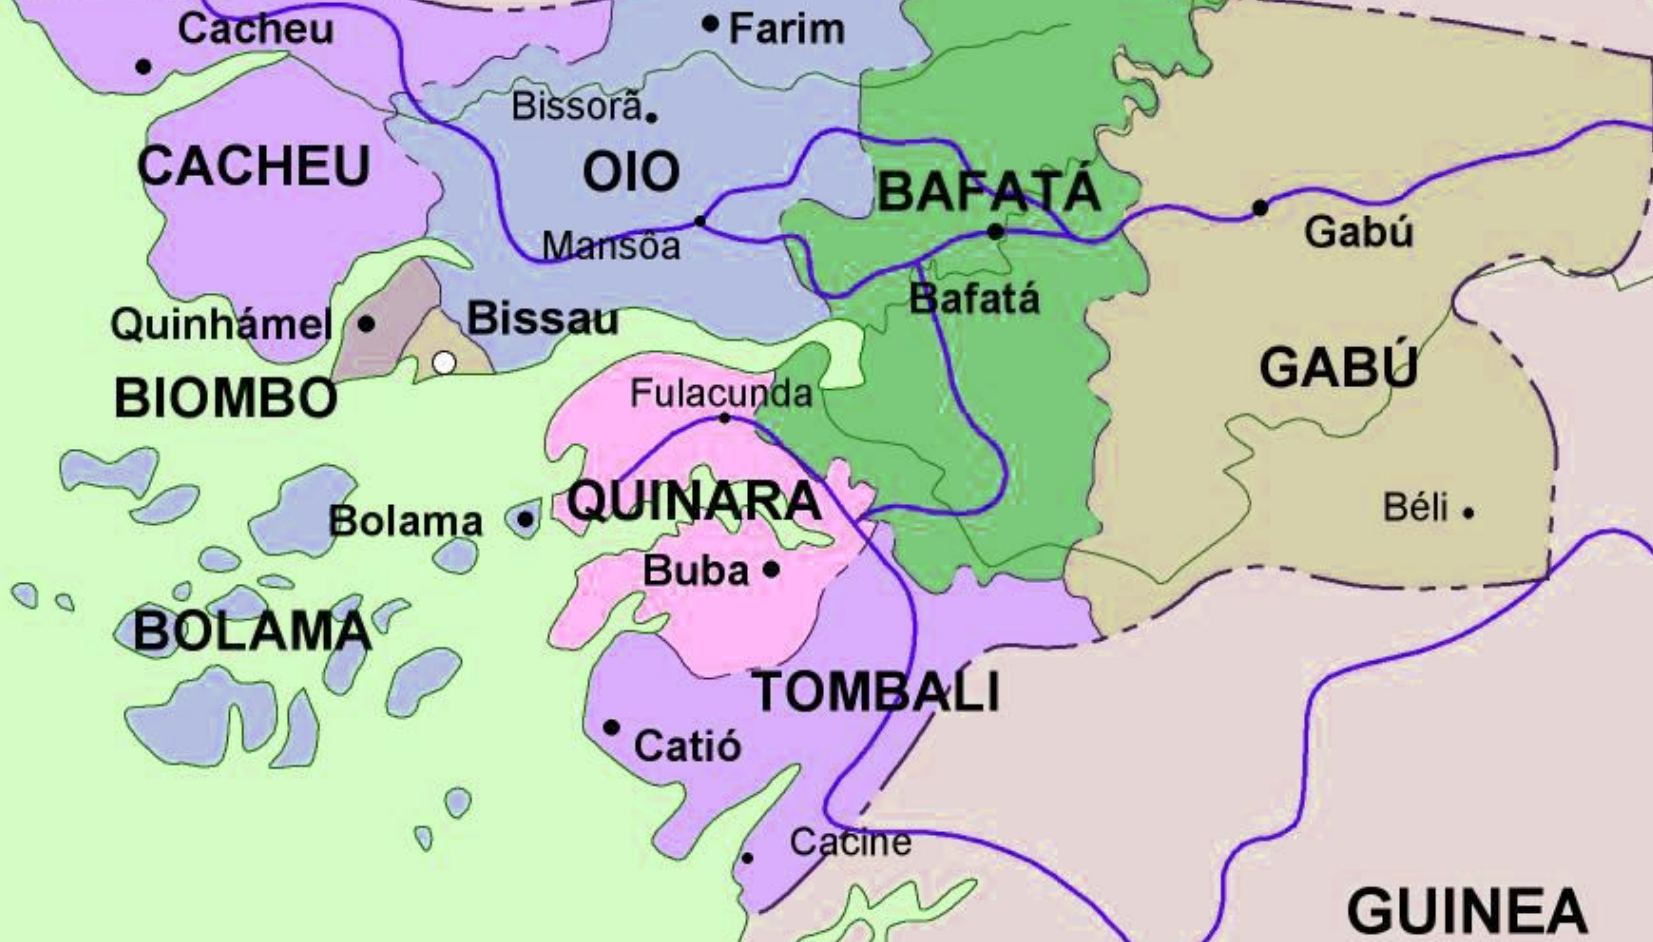 Cacheu
Farim
Bissorã
CACHEU
OIO
BAFATÁ
Gabú
Mansôa
Bafatá
Quinhámel
Bissau
GABÚ
BIOMBO
Fulacunda
QUINARA
Béli
Bolama
Buba
BOLAMA
TOMBALI
Catió
Cacine
GUINEA